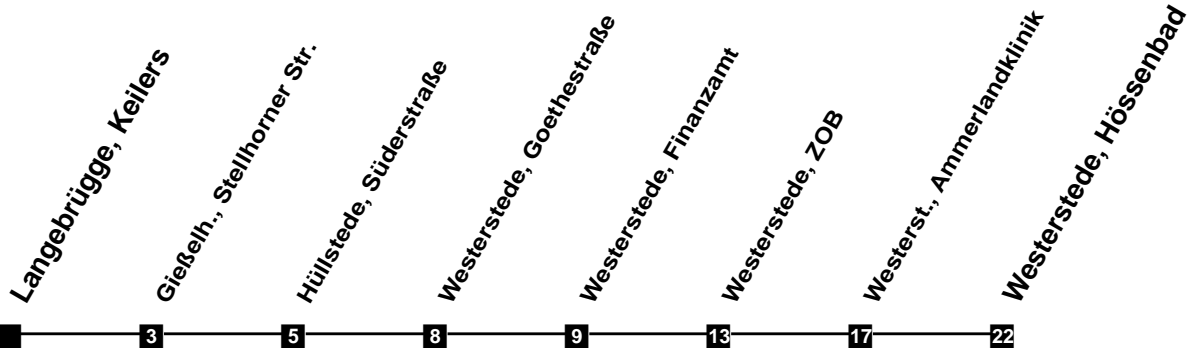 Langebrügge, Keilers
Gießelh., Stellhorner Str.
Hüllstede, Süderstraße
Westerstede, Goethestraße
Westerstede, Finanzamt
Westerstede, ZOB
Westerst., Ammerlandklinik
Westerstede, Hössenbad
3 5 8 9 13 17 22